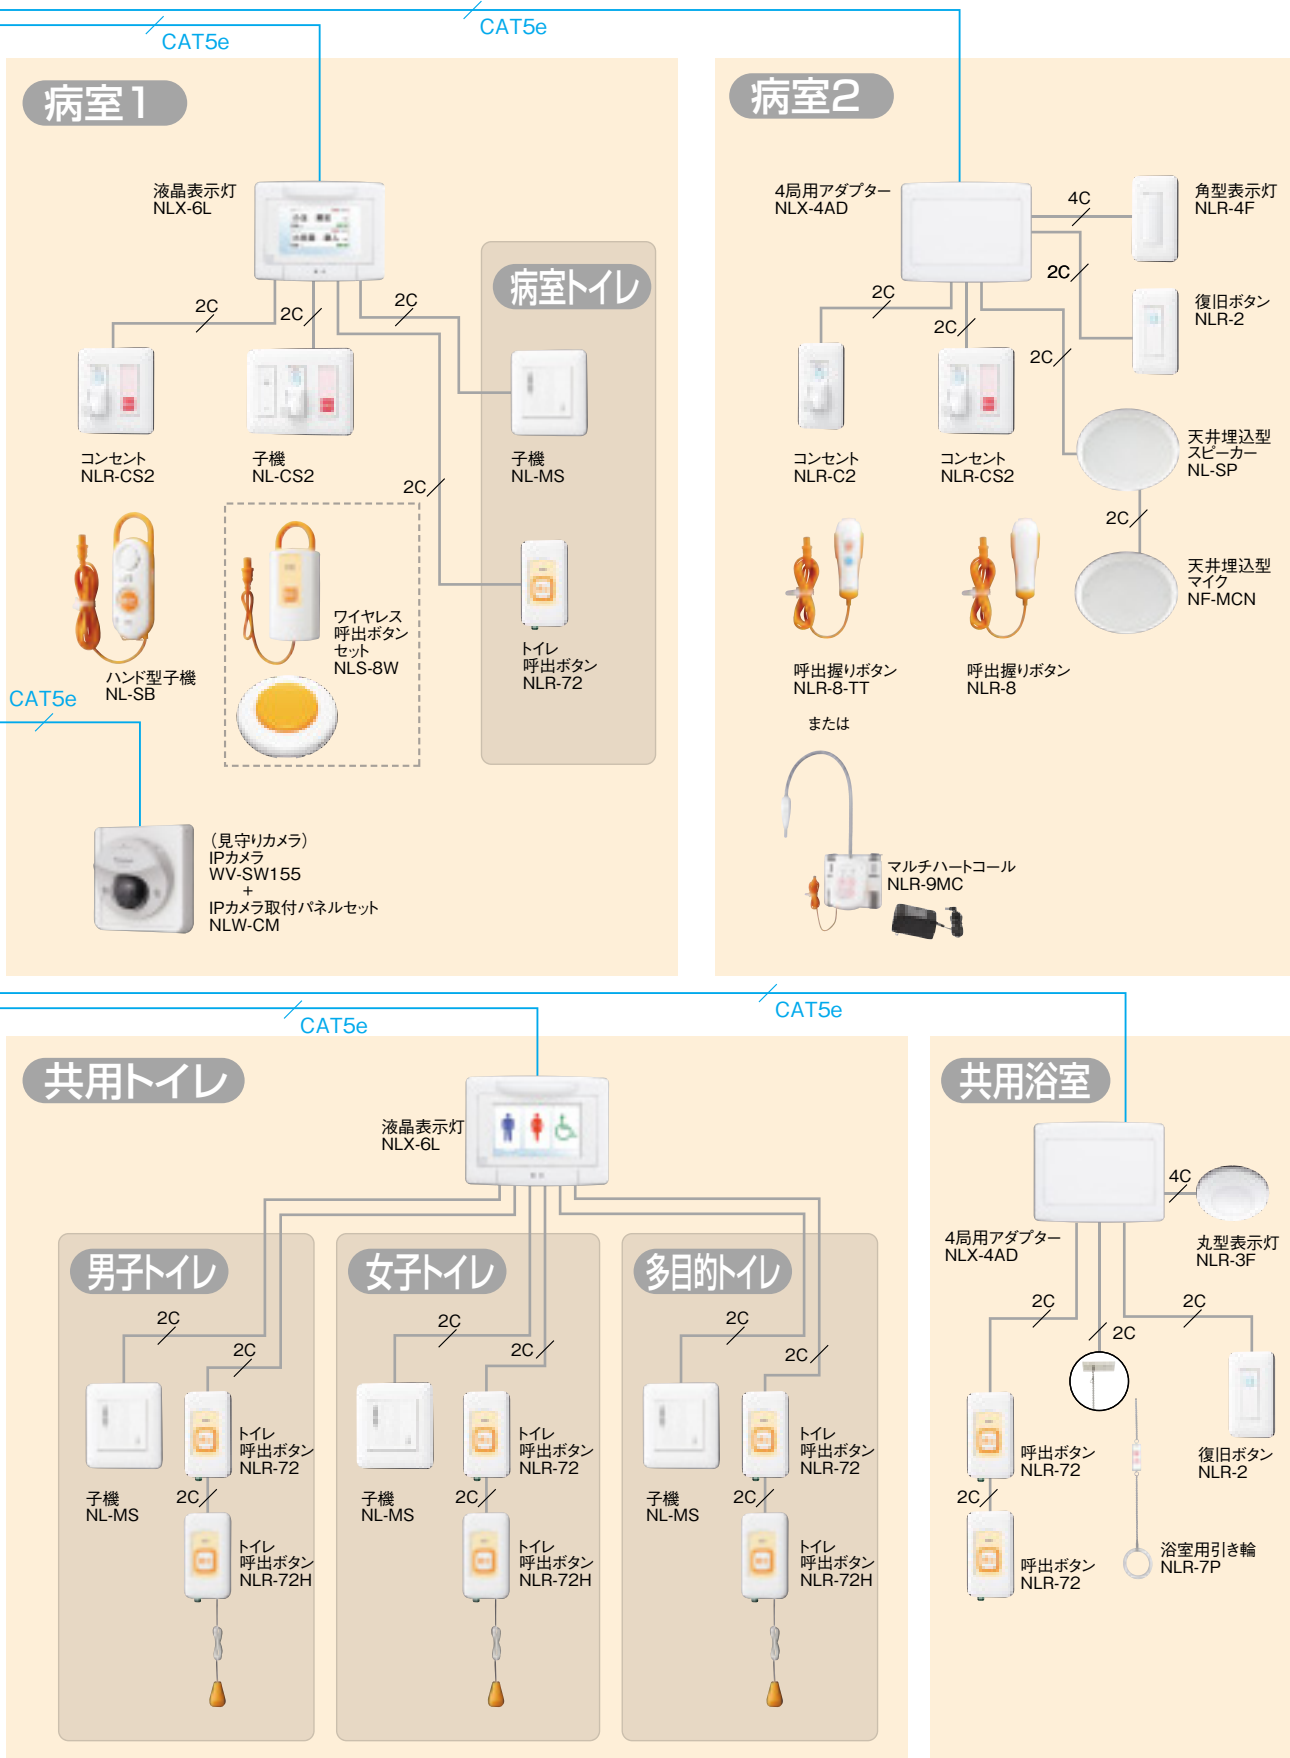 CAT5e
CAT5e
病室1
液晶表示灯
NLX-6L
病室トイレ
2C
2C
2C
コンセント
NLR-CS2
子機
NL-CS2
子機
NL-MS
2C
ハンド型子機
NL-SB
ワイヤレス
呼出ボタン
セット
NLS-8W
トイレ
呼出ボタン
NLR-72
CAT5e
(見守りカメラ)
IPカメラ
WV-SW155
+
IPカメラ取付パネルセット
NLW-CM
病室2
4局用アダプター
NLX-4AD
4C
角型表示灯
NLR-4F
2C
復旧ボタン
NLR-2
2C
2C
2C
コンセント
NLR-C2
コンセント
NLR-CS2
天井埋込型
スピーカー
NL-SP
2C
天井埋込型
マイク
NF-MCN
呼出握りボタン
NLR-8-TT
呼出握りボタン
NLR-8
または
マルチハートコール
NLR-9MC
CAT5e
CAT5e
共用トイレ
液晶表示灯
NLX-6L
男子トイレ
2C
2C
子機
NL-MS
トイレ
呼出ボタン
NLR-72
2C
トイレ
呼出ボタン
NLR-72H
女子トイレ
2C
2C
子機
NL-MS
トイレ
呼出ボタン
NLR-72
2C
トイレ
呼出ボタン
NLR-72H
多目的トイレ
2C
2C
子機
NL-MS
トイレ
呼出ボタン
NLR-72
2C
トイレ
呼出ボタン
NLR-72H
共用浴室
4C
4局用アダプター
NLX-4AD
丸型表示灯
NLR-3F
2C
2C
2C
呼出ボタン
NLR-72
2C
呼出ボタン
NLR-72
復旧ボタン
NLR-2
浴室用引き輪
NLR-7P